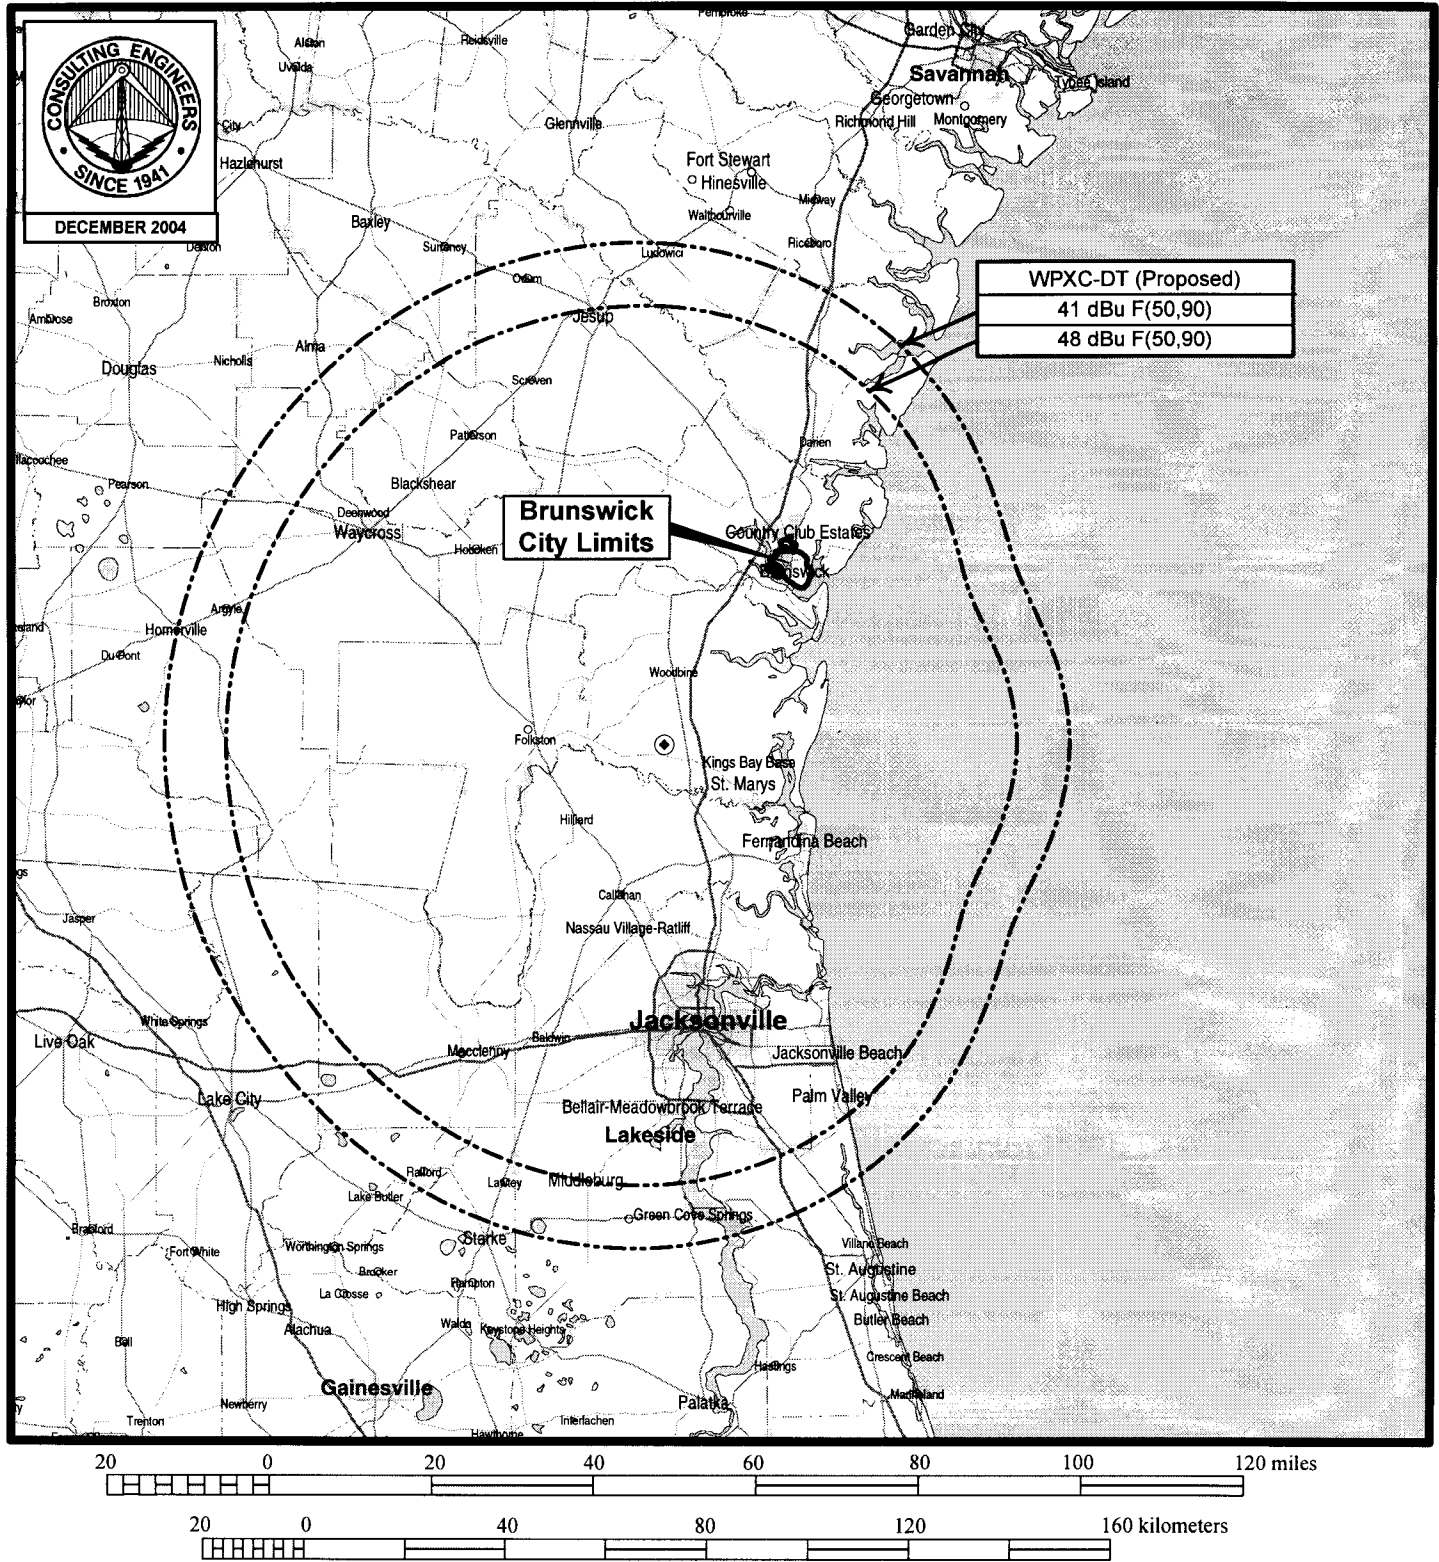 CONSULTING ENGINEERS
SINCE 1941
DECEMBER 2004
Pembroke
Garden City
Alston
Reidsville
Uvalda
Savannah
Tybee Island
Georgetown
City
Glennville
Richmond Hill
Montgomery
Hazlehurst
Fort Stewart
Hinesville
Midway
Baxley
Walthourville
Denton
Surrency
Ludowici
Riceboro
Odum
WPXC-DT (Proposed)
41 dBu F(50,90)
48 dBu F(50,90)
Broxton
Ambrose
Jesup
Alma
Nicholls
Douglas
Screven
Patterson
Darien
Pearson
Blackshear
Deenwood
Waycross
Brunswick
City Limits
Country Club Estates
Hoboken
Brunswick
Argyle
Homerville
Du Pont
Woodbine
Folkston
Kings Bay Base
St. Marys
Hilliard
Fernandina Beach
Callahan
Jasper
Nassau Village-Ratliff
White Springs
Jacksonville
Live Oak
Baldwin
Macclenny
Jacksonville Beach
Lake City
Palm Valley
Bellair-Meadowbrook Terrace
Lakeside
Raiford
Lawtey
Middleburg
Lake Butler
Green Cove Springs
Branford
Starke
Fort White
Worthington Springs
Villano Beach
Brooker
St. Augustine
Hampton
La Crosse
St. Augustine Beach
High Springs
Butler Beach
Alachua
Waldo
Keystone Heights
Bell
Crescent Beach
Hastings
Gainesville
Marineland
Newberry
Palatka
Trenton
Interlachen
Hawthorne
20 0 20 40 60 80 100 120 miles
20 0 40 80 120 160 kilometers